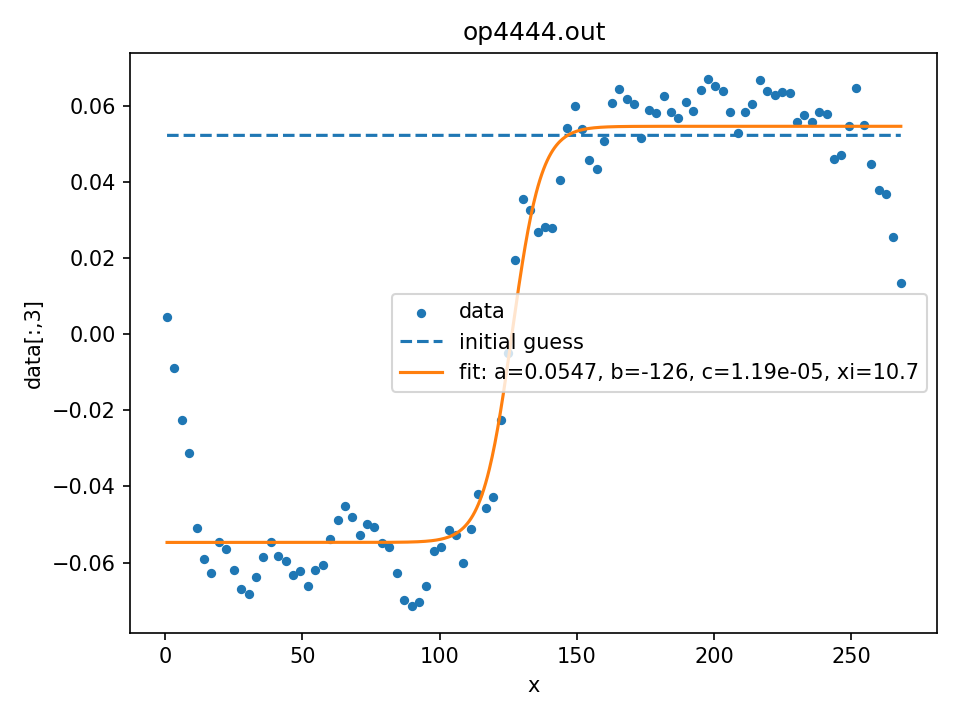 op4444.out
0.06
0.04
0.02
0.00
−0.02
−0.04
−0.06
data[:,3]
data
initial guess
fit: a=0.0547, b=-126, c=1.19e-05, xi=10.7
0 50 100 150 200 250
x